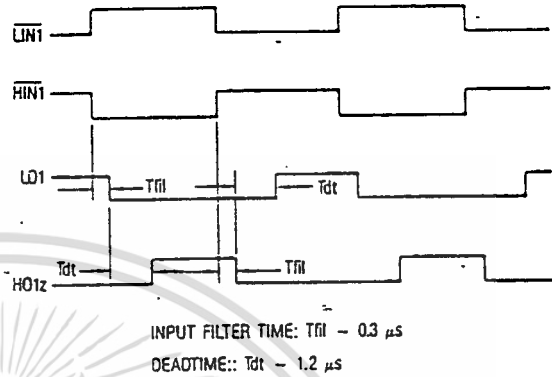 LIN1
HIN1
LO1
Tfil
Tdt
Tdt
Tfil
HO1z
INPUT FILTER TIME: Tfil ~ 0.3 μs
DEADTIME:: Tdt ~ 1.2 μs